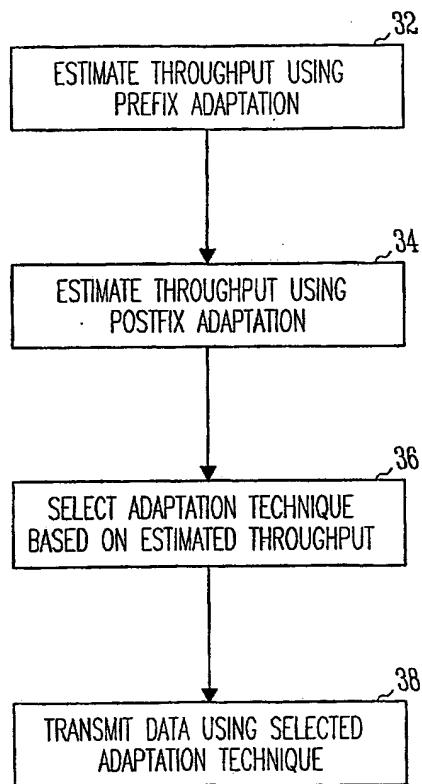 32
ESTIMATE THROUGHPUT USING
PREFIX ADAPTATION
34
ESTIMATE THROUGHPUT USING
POSTFIX ADAPTATION
36
SELECT ADAPTATION TECHNIQUE
BASED ON ESTIMATED THROUGHPUT
38
TRANSMIT DATA USING SELECTED
ADAPTATION TECHNIQUE